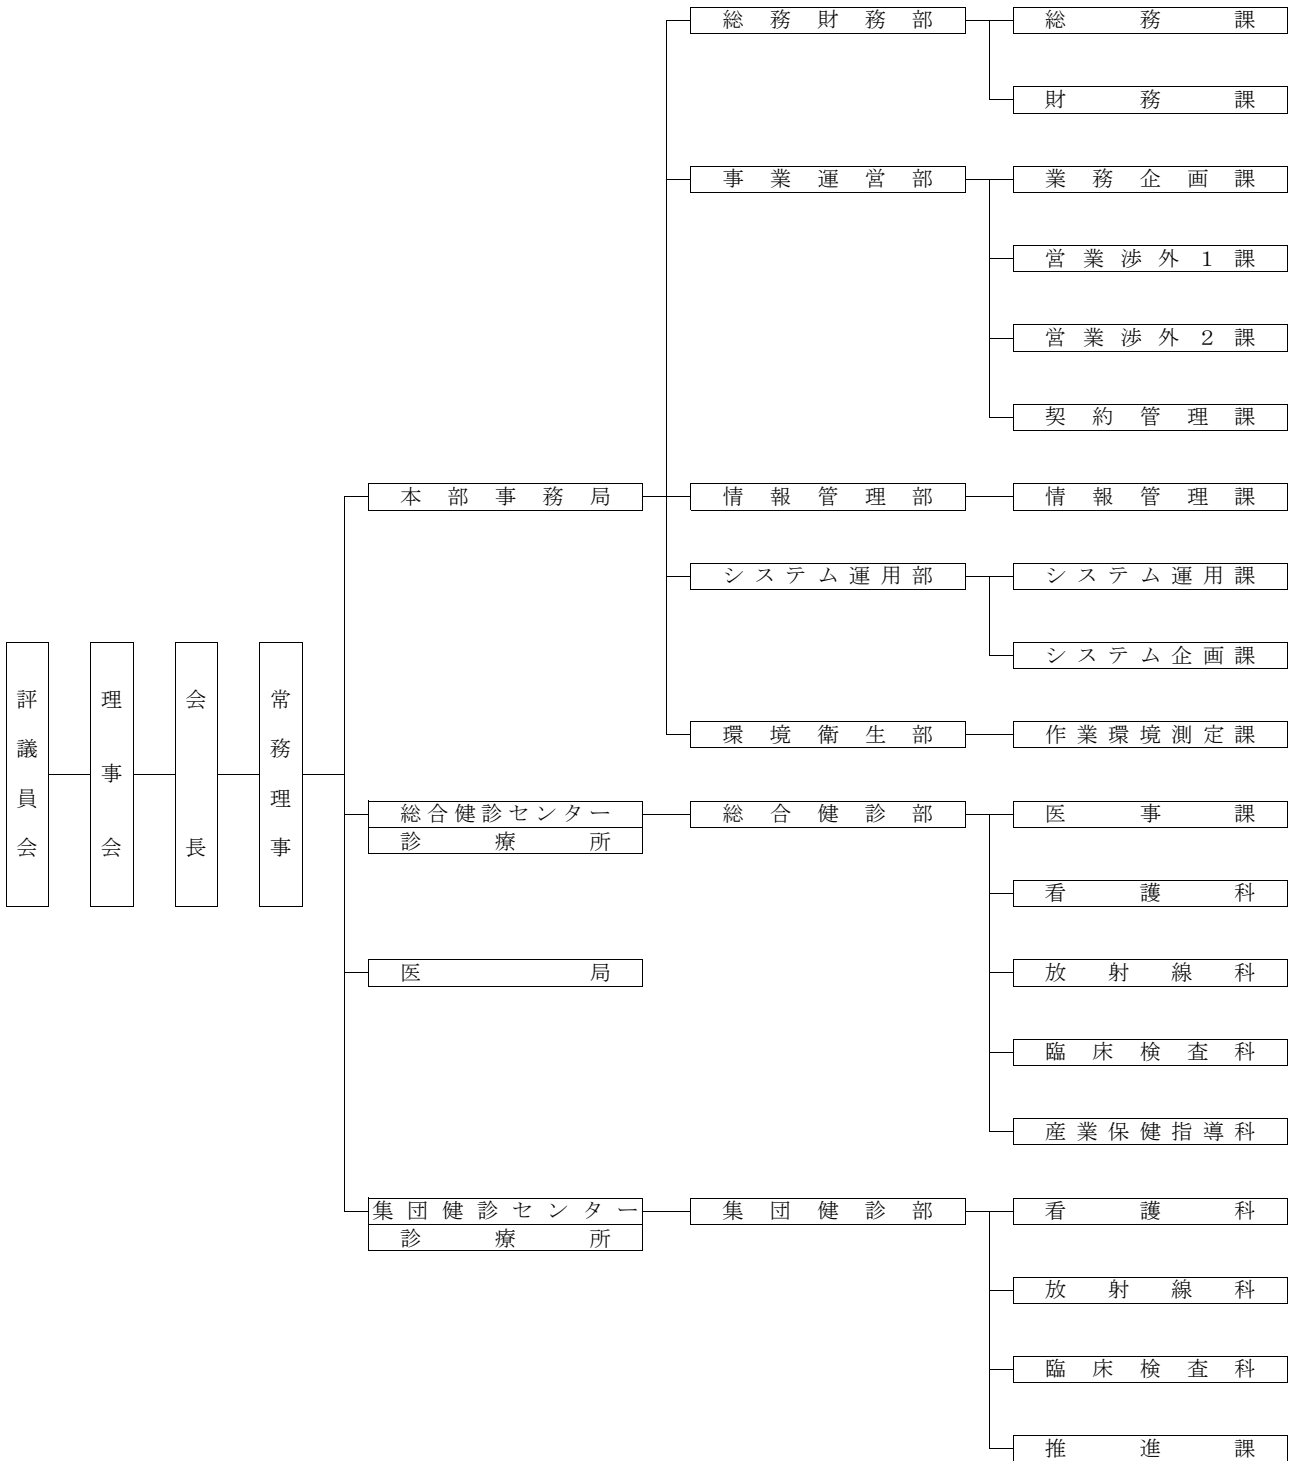 総務財務部
総務課
財務課
事業運営部
業務企画課
営業渉外1課
営業渉外2課
契約管理課
本部事務局
情報管理部
情報管理課
システム運用部
システム運用課
システム企画課
環境衛生部
作業環境測定課
評議員会
理事会
会長
常務理事
総合健診センター
診療所
総合健診部
医事課
看護科
放射線科
臨床検査科
産業保健指導科
医局
集団健診センター
診療所
集団健診部
看護科
放射線科
臨床検査科
推進課